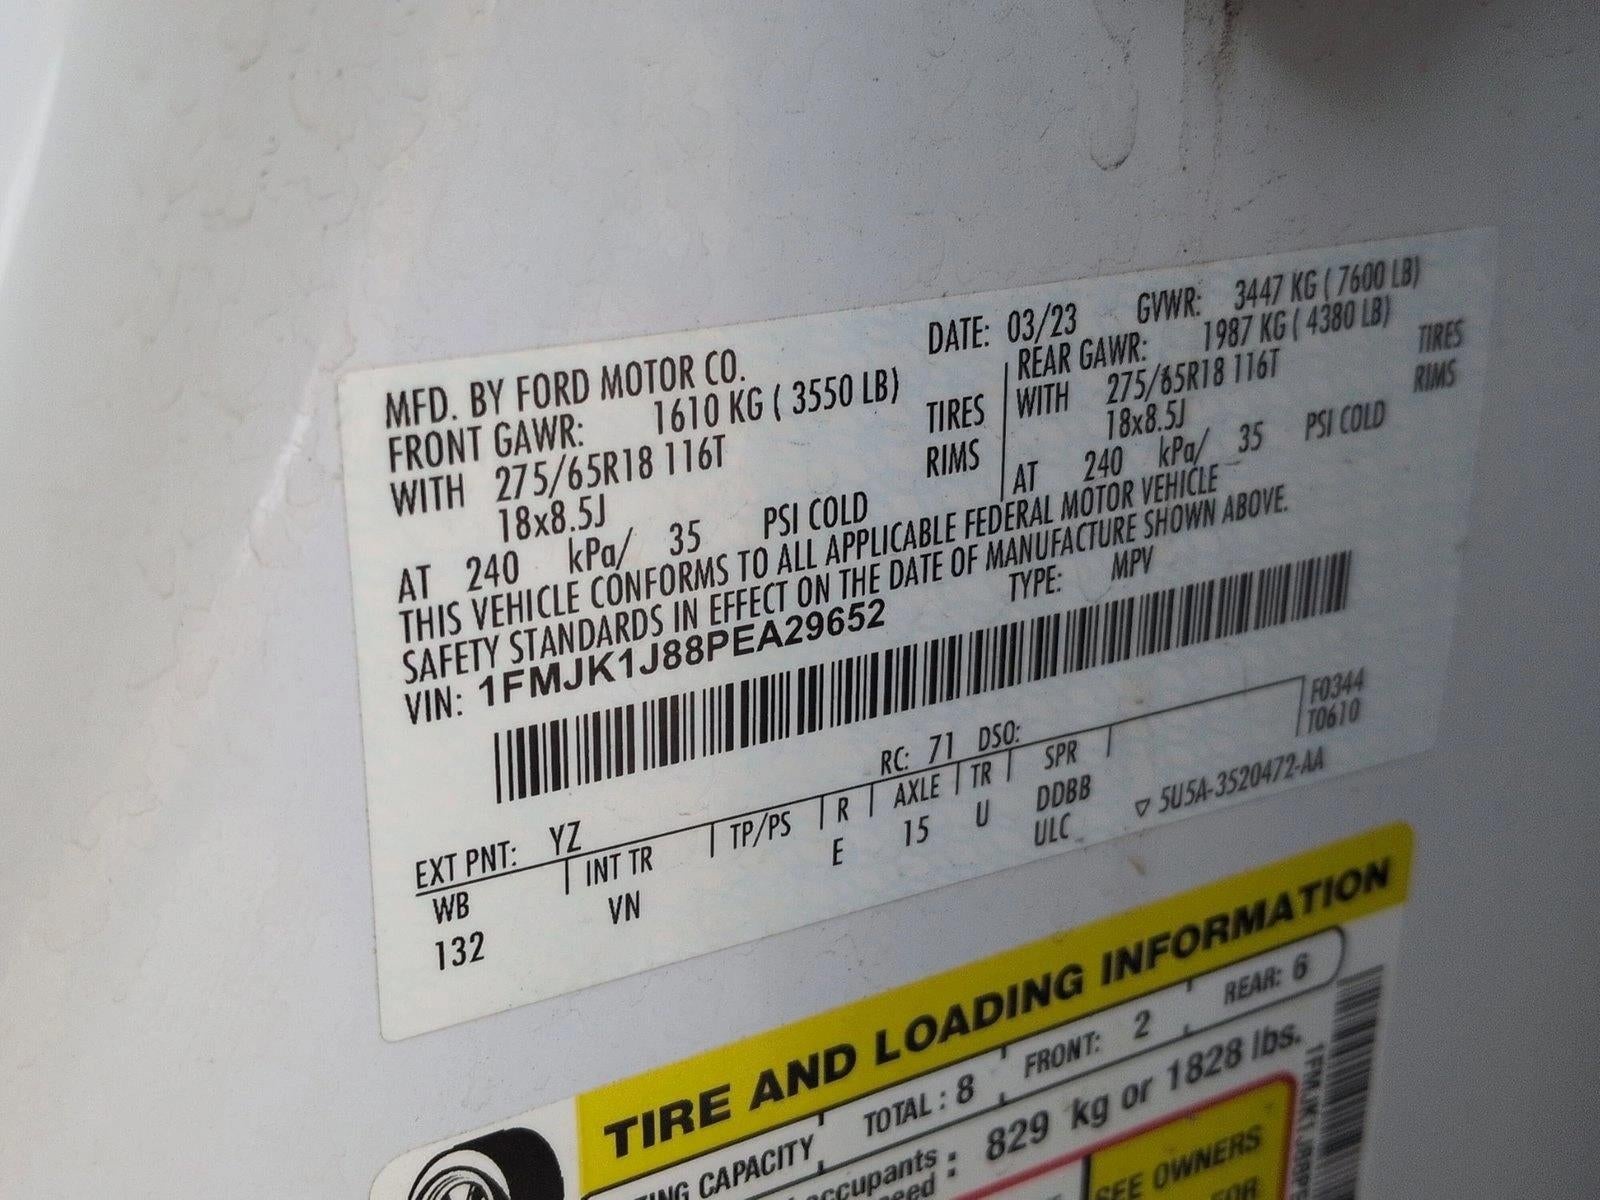 MFD. BY FORD MOTOR CO.
DATE: 03/23 GVWR: 3447 KG ( 7600 LB)
FRONT GAWR: 1610 KG ( 3550 LB)
WITH 275/65R18 116T TIRES
18x8.5J RIMS
AT 240 kPa/ 35 PSI COLD
REAR GAWR: 1987 KG ( 4380 LB)
WITH 275/65R18 116T TIRES
18x8.5J RIMS
AT 240 kPa/ 35 PSI COLD
THIS VEHICLE CONFORMS TO ALL APPLICABLE FEDERAL MOTOR VEHICLE
SAFETY STANDARDS IN EFFECT ON THE DATE OF MANUFACTURE SHOWN ABOVE.
VIN: 1FMJK1J88PEA29652 TYPE: MPV
F0344
T0610
EXT PNT: YZ RC: 71 DSO:
WB INT TR TP/PS R AXLE TR SPR
132 VN E 15 U DDBB
ULC ▽ 5U5A-3520472-AA
TIRE AND LOADING INFORMATION
CAPACITY TOTAL : 8 FRONT: 2 REAR: 6
829 kg or 1828 lbs.
SEE OWNERS
FOR